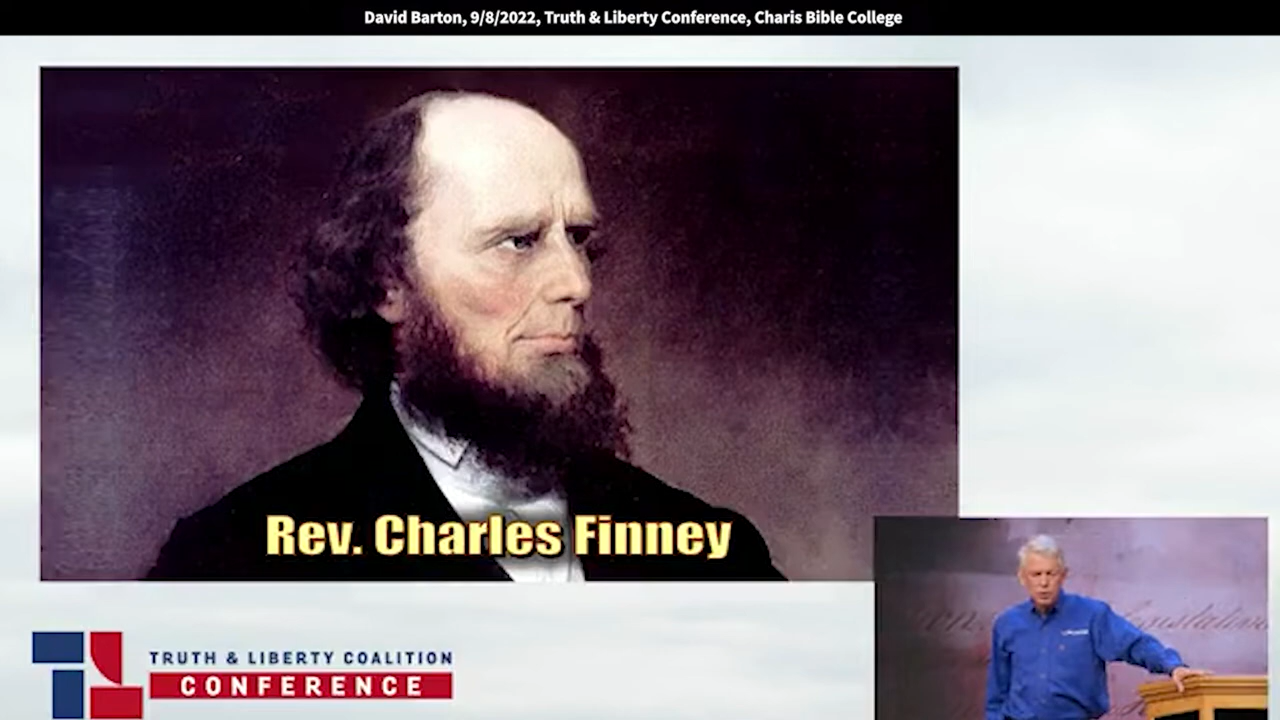 David Barton, 9/8/2022, Truth & Liberty Conference, Charis Bible College
Rev. Charles Finney
TRUTH & LIBERTY COALITION
CONFERENCE